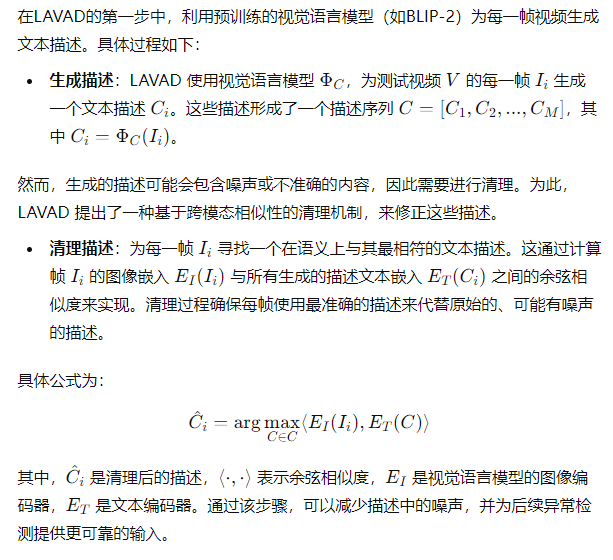 在LAVAD的第一步中，利用预训练的视觉语言模型（如BLIP-2）为每一帧视频生成
文本描述。具体过程如下：
• 生成描述：LAVAD 使用视觉语言模型 Φ_C，为测试视频 V 的每一帧 I_i 生成
一个文本描述 C_i。这些描述形成了一个描述序列 C = [C_1, C_2, ..., C_M]，其
中 C_i = Φ_C(I_i)。
然而，生成的描述可能会包含噪声或不准确的内容，因此需要进行清理。为此，
LAVAD 提出了一种基于跨模态相似性的清理机制，来修正这些描述。
• 清理描述：为每一帧 I_i 寻找一个在语义上与其最相符的文本描述。这通过计算
帧 I_i 的图像嵌入 E_I(I_i) 与所有生成的描述文本嵌入 E_T(C_i) 之间的余弦相
似度来实现。清理过程确保每帧使用最准确的描述来代替原始的、可能有噪声
的描述。
具体公式为：
Ĉ_i = arg max_{C∈C} ⟨E_I(I_i), E_T(C)⟩
其中，Ĉ_i 是清理后的描述，⟨·, ·⟩ 表示余弦相似度，E_I 是视觉语言模型的图像编
码器，E_T 是文本编码器。通过该步骤，可以减少描述中的噪声，并为后续异常检
测提供更可靠的输入。